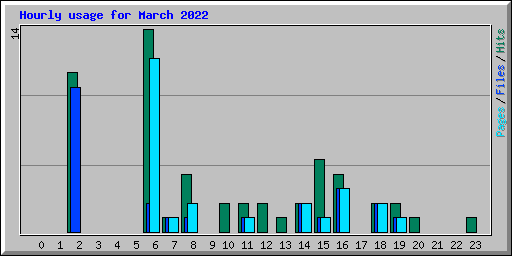 Hourly usage for March 2022
14
Pages/Files/Hits
0 1 2 3 4 5 6 7 8 9 10 11 12 13 14 15 16 17 18 19 20 21 22 23